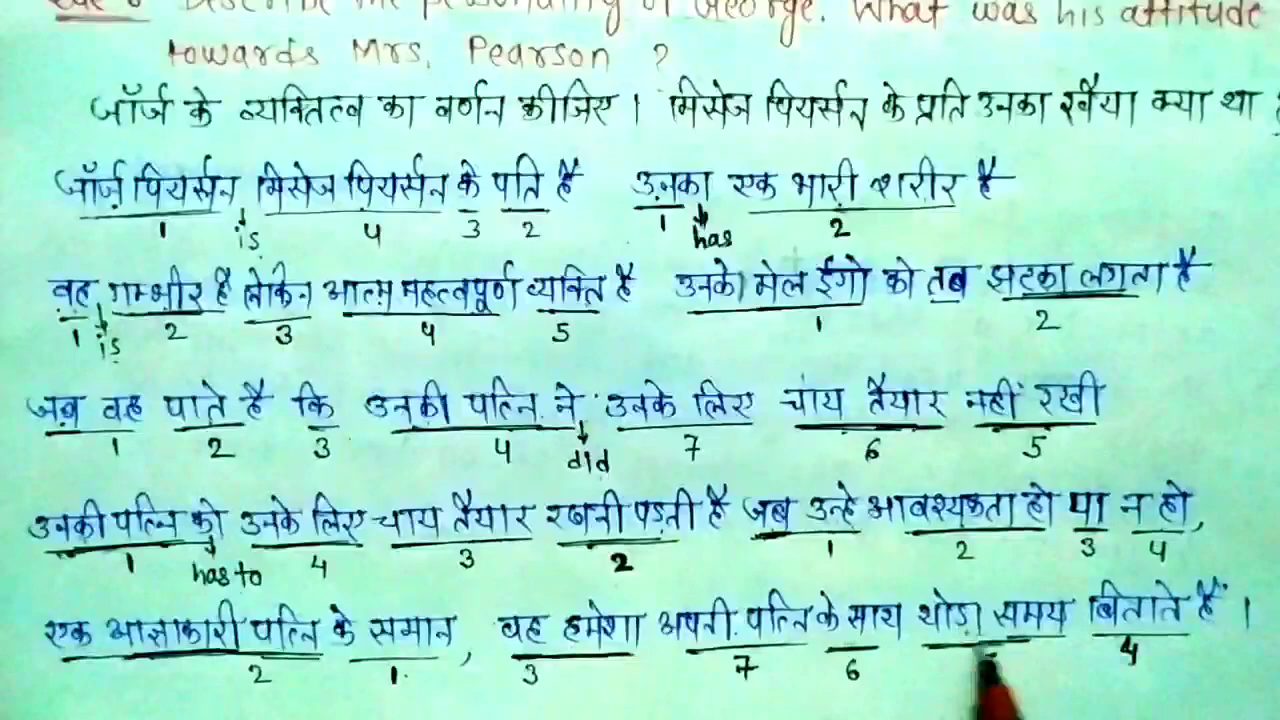 Describe the personality of George. What was his attitude
towards Mrs. Pearson ?
जॉर्ज के व्यक्तित्व का वर्णन कीजिए । मिसेज पियर्सन के प्रति उनका रवैया क्या था
जॉर्ज पियर्सन मिसेज पियर्सन के पति है उनका एक भारी शरीर है
1 is 4 3 2 1 has 2
वह गम्भीर है लेकिन आत्म महत्वपूर्ण व्यक्ति है उनके मेल ईगो को तब झटका लगता है
1 is 2 3 4 5 1 2
जब वह पाते है कि उनकी पत्नि ने उनके लिए चाय तैयार नहीं रखी
1 2 3 4 did 7 6 5
उनकी पत्नि को उनके लिए चाय तैयार रखनी पड़ती है जब उन्हे आवश्यकता हो या न हो,
1 has to 4 3 2 1 2 3 4
एक आज्ञाकारी पत्नि के समान, वह हमेशा अपनी पत्नि के साथ थोड़ा समय बिताते हैं ।
2 1. 3 7 6 4